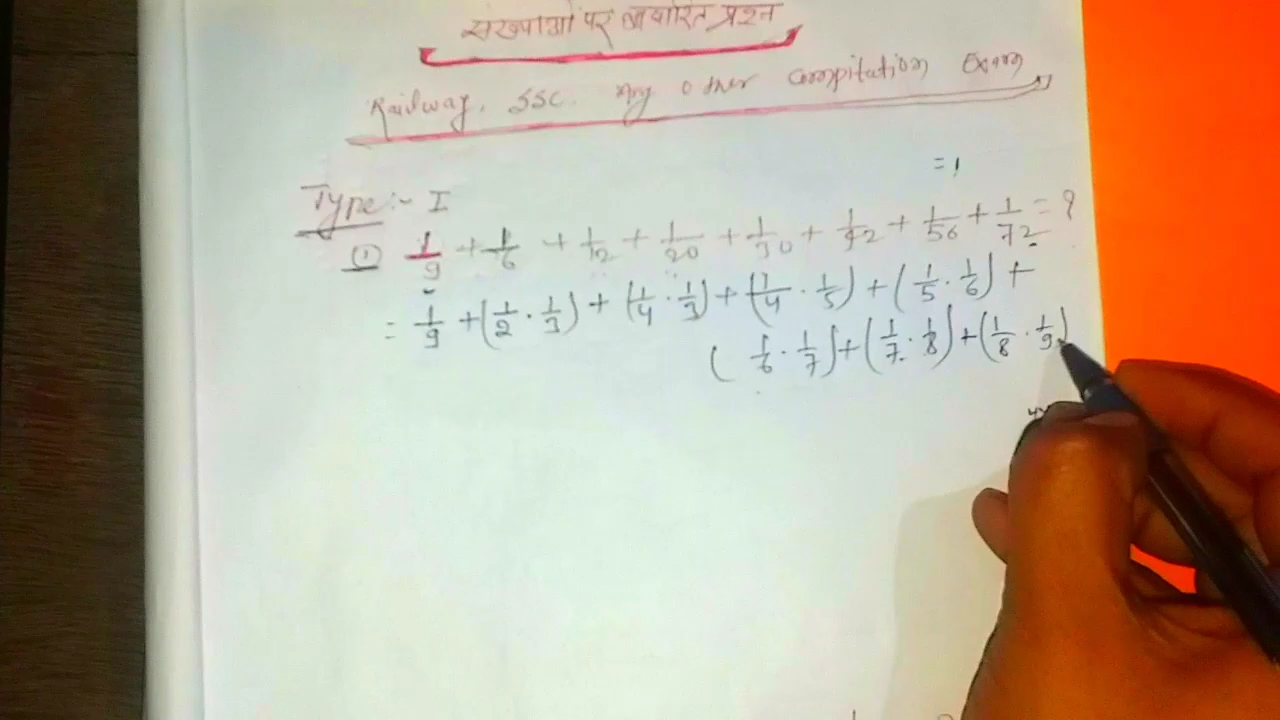 संख्याओं पर आधारित प्रश्न
Railway, SSC. Any other Compitation Exam
= 1
Type:- I
① 1/9 + 1/6 + 1/12 + 1/20 + 1/30 + 1/42 + 1/56 + 1/72 = ?
= 1/9 + (1/2 · 1/3) + (1/4 · 1/3) + (1/4 · 1/5) + (1/5 · 1/6) +
(1/6 · 1/7) + (1/7 · 1/8) + (1/8 · 1/9)